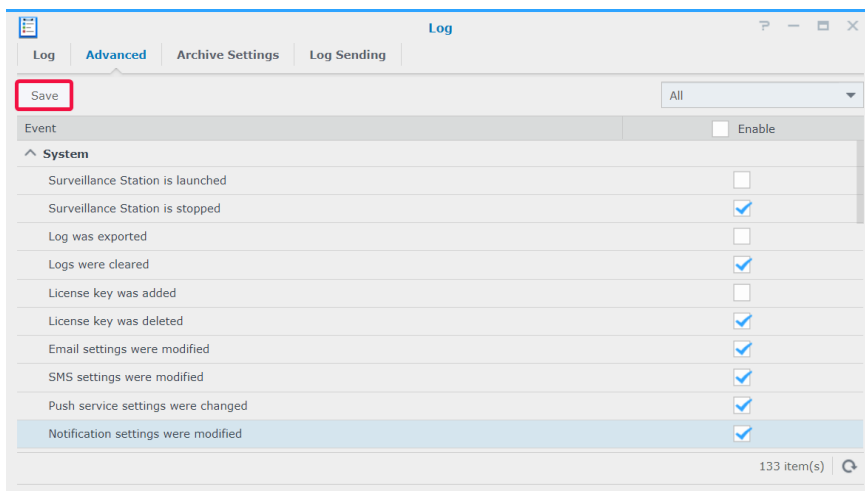 Log
Log Advanced Archive Settings Log Sending
Save All
Event Enable
System
Surveillance Station is launched
Surveillance Station is stopped
Log was exported
Logs were cleared
License key was added
License key was deleted
Email settings were modified
SMS settings were modified
Push service settings were changed
Notification settings were modified
133 item(s)